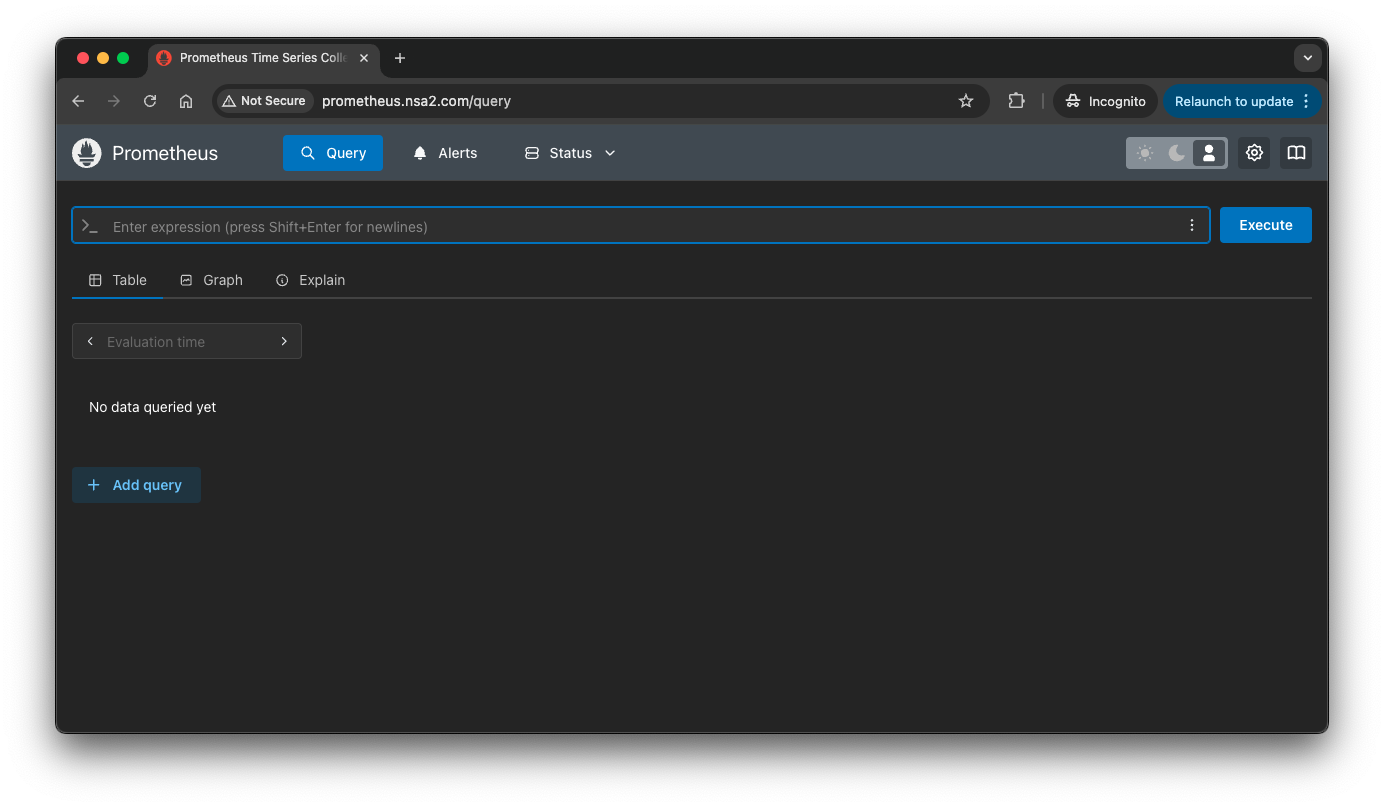 Prometheus Time Series Colle
Not Secure prometheus.nsa2.com/query Incognito Relaunch to update
Prometheus Query Alerts Status
>_ Enter expression (press Shift+Enter for newlines) Execute
Table Graph Explain
Evaluation time
No data queried yet
+ Add query